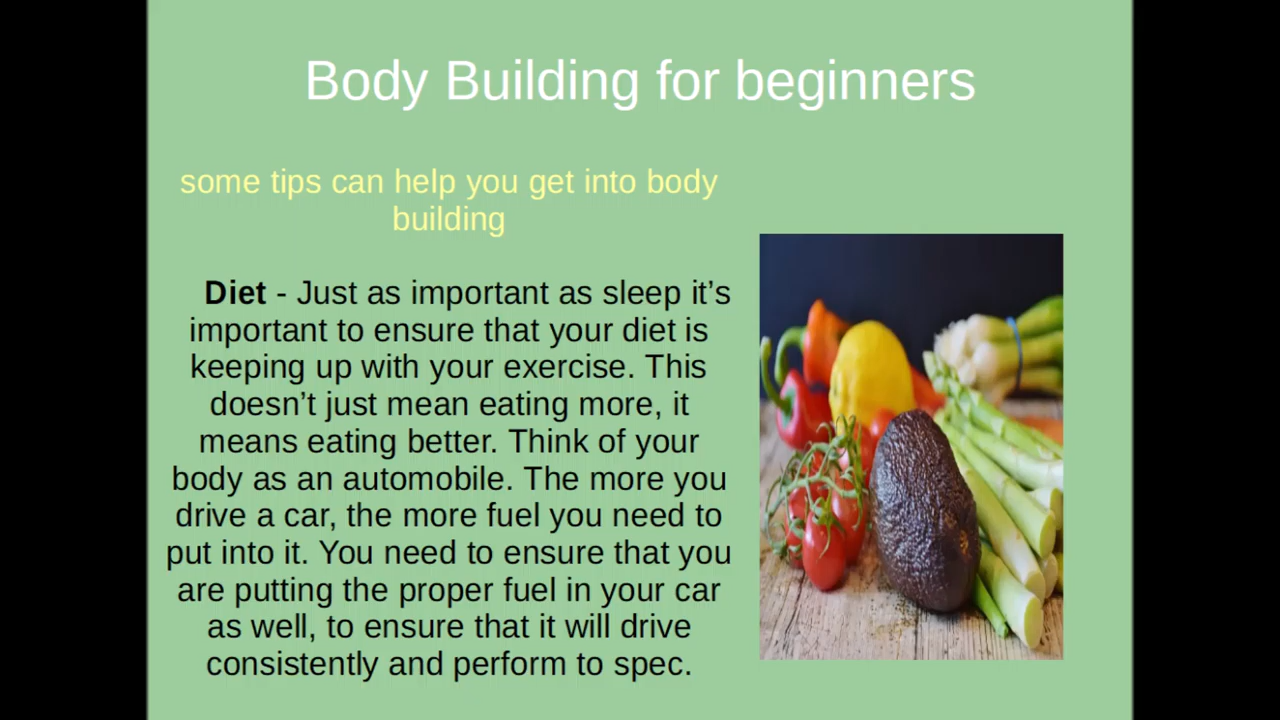 Body Building for beginners
some tips can help you get into body
building
Diet - Just as important as sleep it’s
important to ensure that your diet is
keeping up with your exercise. This
doesn’t just mean eating more, it
means eating better. Think of your
body as an automobile. The more you
drive a car, the more fuel you need to
put into it. You need to ensure that you
are putting the proper fuel in your car
as well, to ensure that it will drive
consistently and perform to spec.